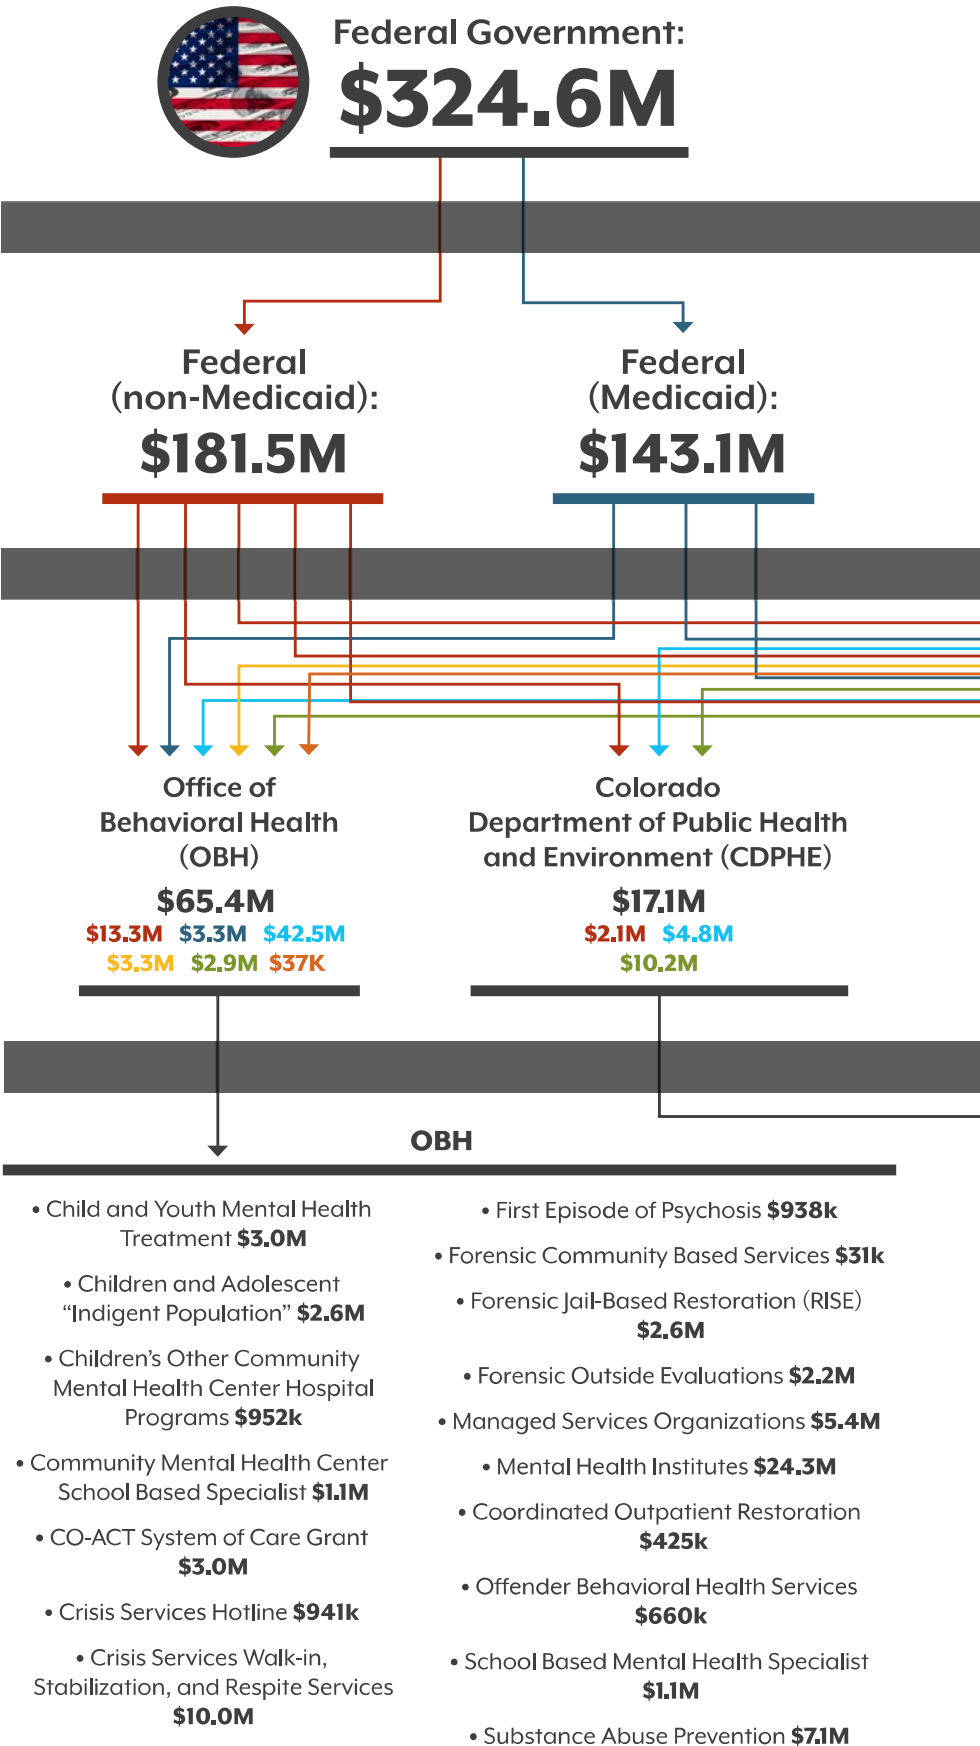 Federal Government:
$324.6M
Federal
(non-Medicaid):
$181.5M
Federal
(Medicaid):
$143.1M
Office of
Behavioral Health
(OBH)
$65.4M
$13.3M $3.3M $42.5M
$3.3M $2.9M $37K
Colorado
Department of Public Health
and Environment (CDPHE)
$17.1M
$2.1M $4.8M
$10.2M
OBH
• Child and Youth Mental Health
Treatment $3.0M
• Children and Adolescent
“Indigent Population” $2.6M
• Children’s Other Community
Mental Health Center Hospital
Programs $952k
• Community Mental Health Center
School Based Specialist $1.1M
• CO-ACT System of Care Grant
$3.0M
• Crisis Services Hotline $941k
• Crisis Services Walk-in,
Stabilization, and Respite Services
$10.0M
• First Episode of Psychosis $938k
• Forensic Community Based Services $31k
• Forensic Jail-Based Restoration (RISE)
$2.6M
• Forensic Outside Evaluations $2.2M
• Managed Services Organizations $5.4M
• Mental Health Institutes $24.3M
• Coordinated Outpatient Restoration
$425k
• Offender Behavioral Health Services
$660k
• School Based Mental Health Specialist
$1.1M
• Substance Abuse Prevention $7.1M